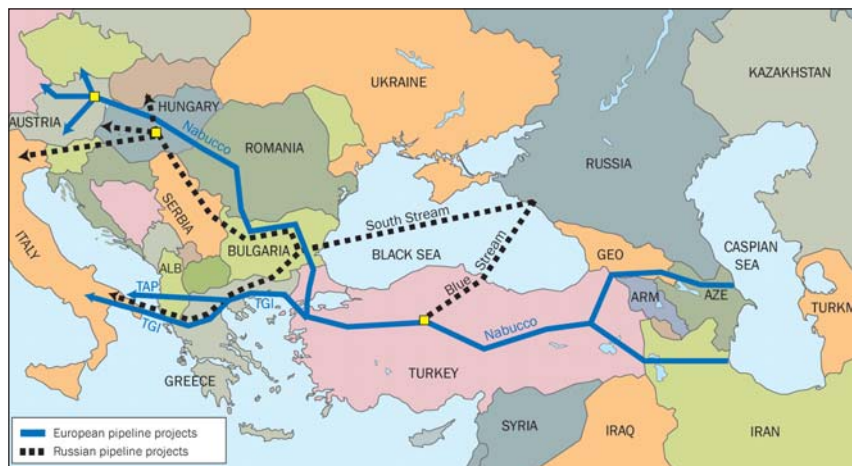 UKRAINE
KAZAKHSTAN
HUNGARY
AUSTRIA
Nabucco
ROMANIA
RUSSIA
SERBIA
South Stream
ITALY
BULGARIA
BLACK SEA
Blue Stream
GEO
CASPIAN
SEA
ALB
TAP
TGI
TGI
ARM
AZE
TURKM
Nabucco
GREECE
TURKEY
SYRIA
IRAQ
IRAN
European pipeline projects
Russian pipeline projects